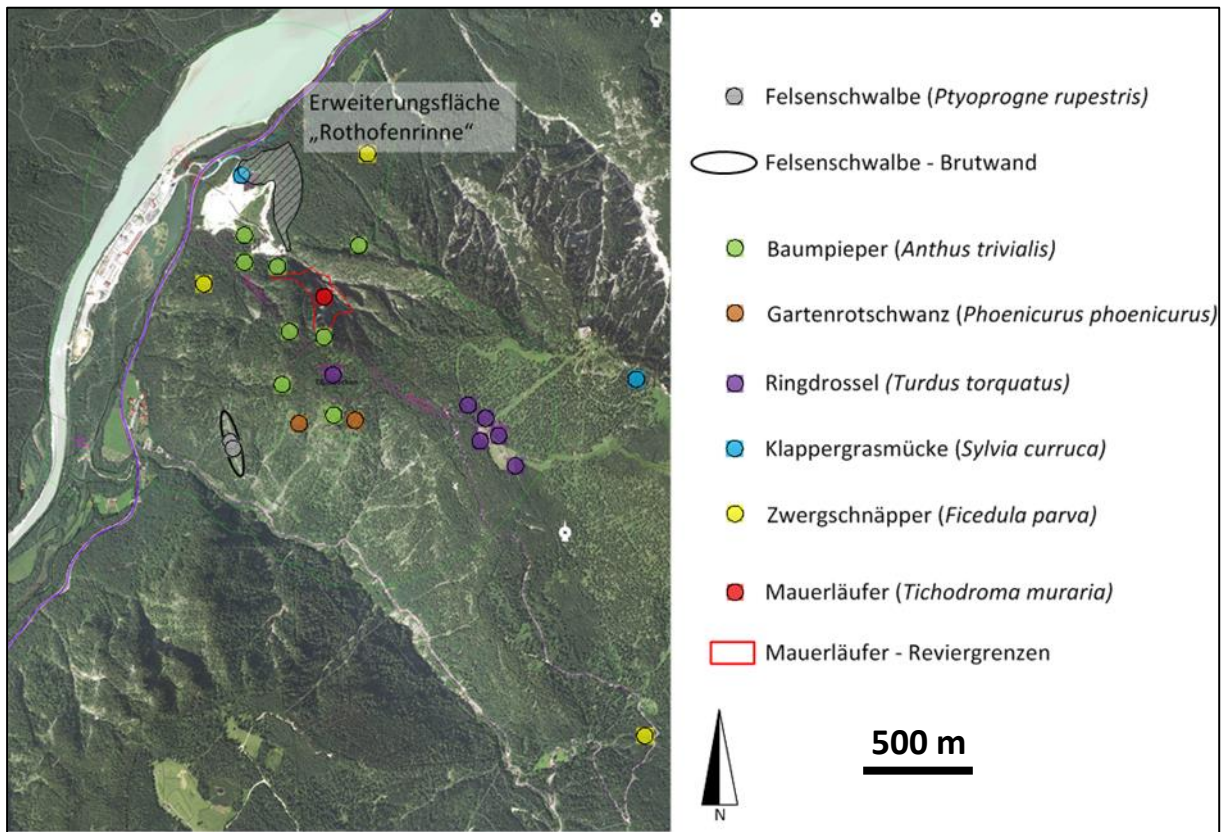 Erweiterungsfläche
„Rothofenrinne“
Felsenschwalbe (Ptyoprogne rupestris)
Felsenschwalbe - Brutwand
Baumpieper (Anthus trivialis)
Gartenrotschwanz (Phoenicurus phoenicurus)
Ringdrossel (Turdus torquatus)
Klappergrasmücke (Sylvia curruca)
Zwergschnäpper (Ficedula parva)
Mauerläufer (Tichodroma muraria)
Mauerläufer - Reviergrenzen
500 m
N